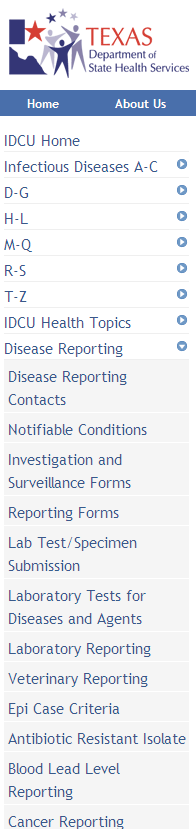 TEXAS
Department of
State Health Services
Home About Us
IDCU Home
Infectious Diseases A-C
D-G
H-L
M-Q
R-S
T-Z
IDCU Health Topics
Disease Reporting
Disease Reporting
Contacts
Notifiable Conditions
Investigation and
Surveillance Forms
Reporting Forms
Lab Test/Specimen
Submission
Laboratory Tests for
Diseases and Agents
Laboratory Reporting
Veterinary Reporting
Epi Case Criteria
Antibiotic Resistant Isolate
Blood Lead Level
Reporting
Cancer Reporting